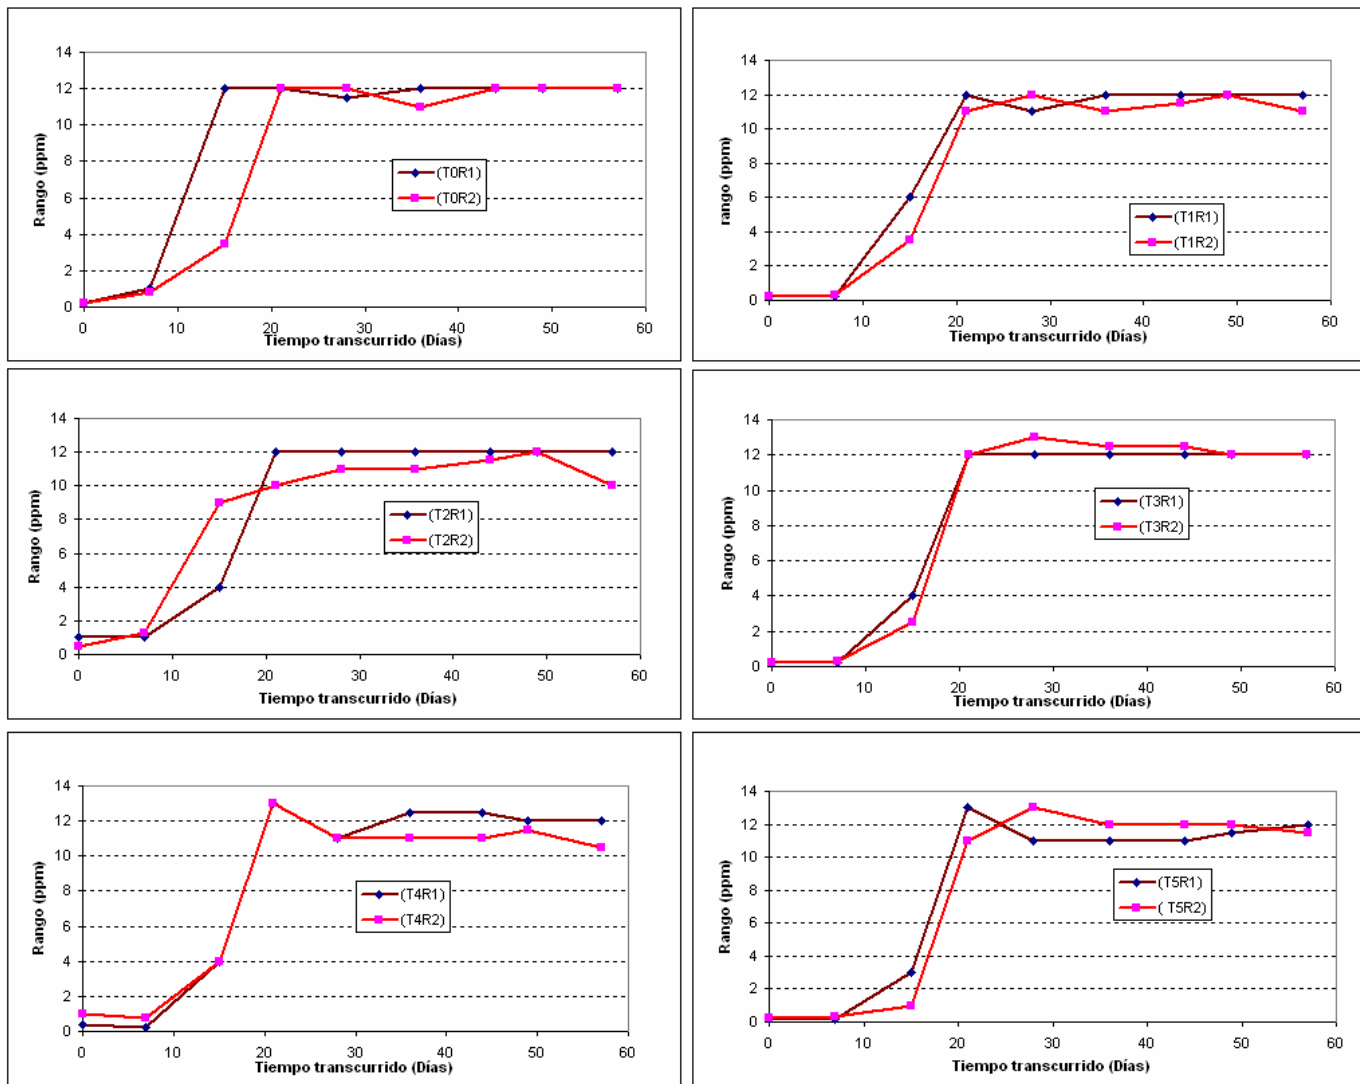 14
12
10
8
6
4
2
0
Rango (ppm)
(T0R1)
(T0R2)
0 10 20 30 40 50 60
Tiempo transcurrido (Días)
14
12
10
8
6
4
2
0
rango (ppm)
(T1R1)
(T1R2)
0 10 20 30 40 50 60
Tiempo transcurrido (Días)
14
12
10
8
6
4
2
0
Rango (ppm)
(T2R1)
(T2R2)
0 10 20 30 40 50 60
Tiempo transcurrido (Días)
14
12
10
8
6
4
2
0
Rango (ppm)
(T3R1)
(T3R2)
0 10 20 30 40 50 60
Tiempo transcurrido (Días)
14
12
10
8
6
4
2
0
Rango (ppm)
(T4R1)
(T4R2)
0 10 20 30 40 50 60
Tiempo transcurrido (Días)
14
12
10
8
6
4
2
0
Rango (ppm)
(T5R1)
( T5R2)
0 10 20 30 40 50 60
Tiempo transcurrido (Días)